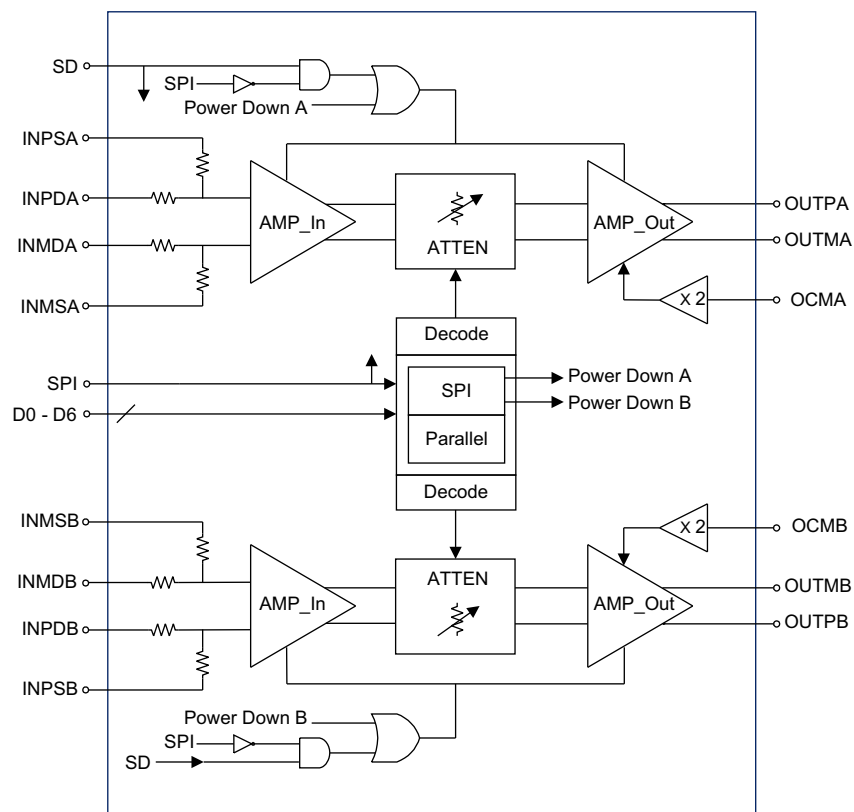 SD
SPI
Power Down A
INPSA
INPDA
INMDA
INMSA
AMP_In
ATTEN
AMP_Out
OUTPA
OUTMA
X 2
OCMA
Decode
SPI
D0 - D6
SPI
Parallel
Power Down A
Power Down B
Decode
INMSB
INMDB
INPDB
INPSB
AMP_In
ATTEN
AMP_Out
X 2
OCMB
OUTMB
OUTPB
Power Down B
SPI
SD